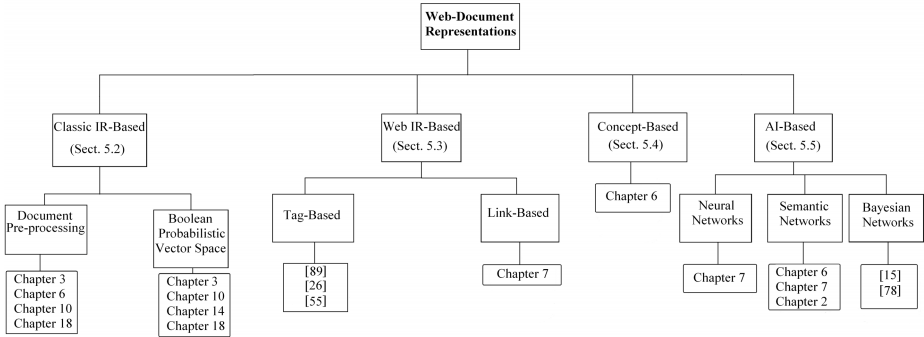 Web-Document
Representations
Classic IR-Based
(Sect. 5.2)
Web IR-Based
(Sect. 5.3)
Concept-Based
(Sect. 5.4)
AI-Based
(Sect. 5.5)
Document
Pre-processing
Boolean
Probabilistic
Vector Space
Tag-Based
Link-Based
Chapter 6
Neural
Networks
Semantic
Networks
Bayesian
Networks
Chapter 3
Chapter 6
Chapter 10
Chapter 18
Chapter 3
Chapter 10
Chapter 14
Chapter 18
[89]
[26]
[55]
Chapter 7
Chapter 7
Chapter 6
Chapter 7
Chapter 2
[15]
[78]